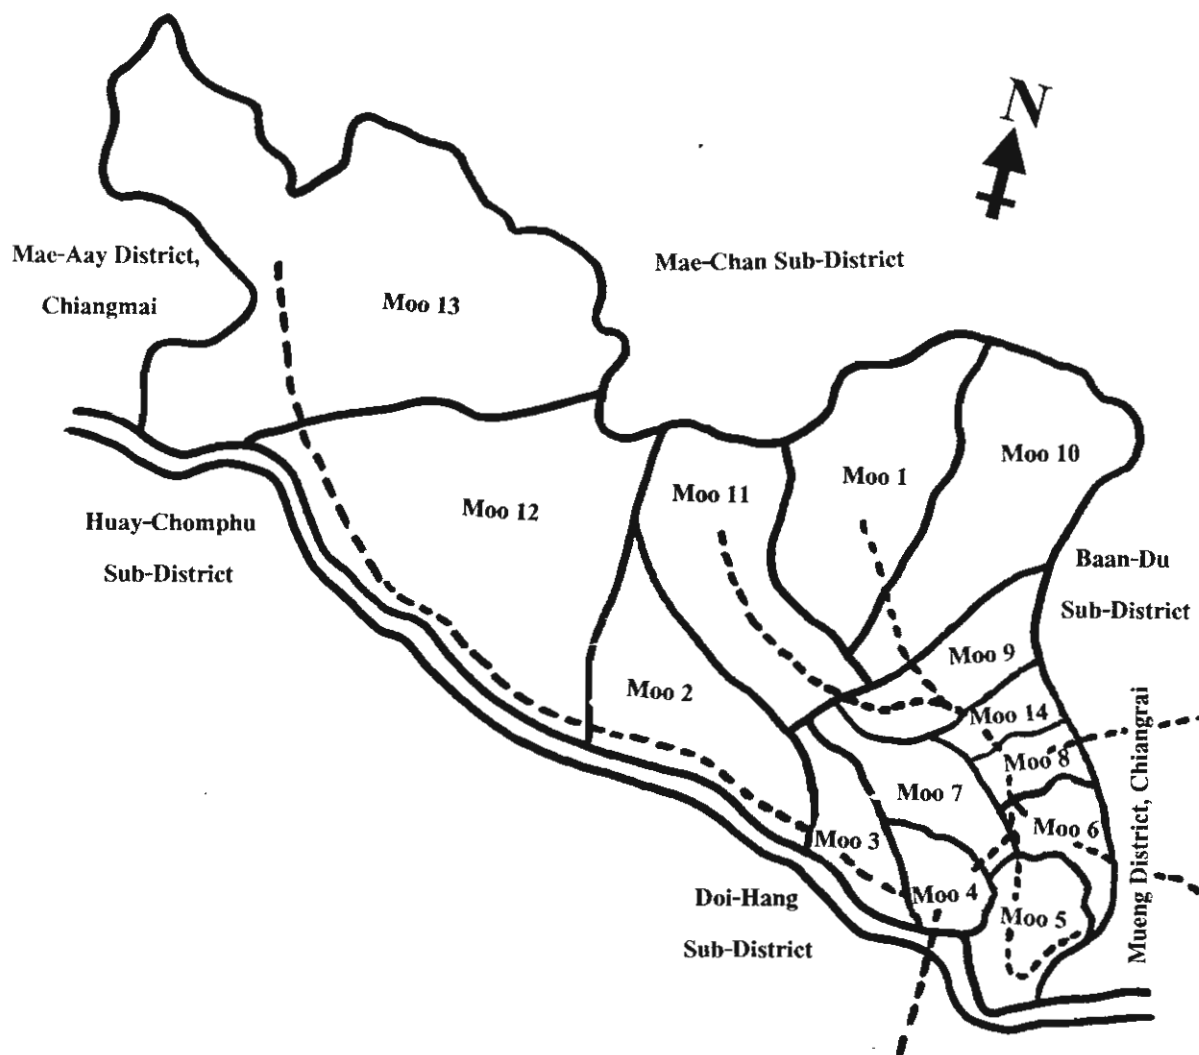 N
Mae-Aay District,
Chiangmai
Mae-Chan Sub-District
Moo 13
Moo 10
Moo 1
Moo 11
Moo 12
Huay-Chomphu
Sub-District
Baan-Du
Sub-District
Moo 9
Moo 2
Moo 14
Moo 8
Moo 7
Moo 6
Moo 3
Moo 4
Moo 5
Mueng District, Chiangrai
Doi-Hang
Sub-District